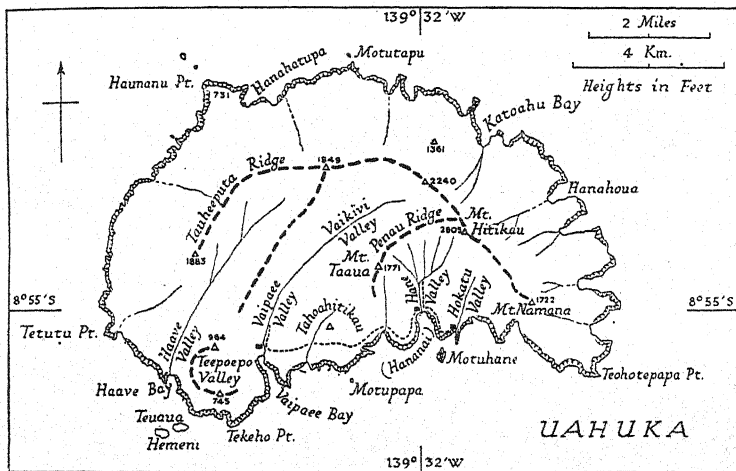 139° 32 'W
2 Miles
4 Km.
Heights in Feet
Haunanu Pt.
731
Hanahatupa
Motutapu
Katoahu Bay
1361
1849
Tauheeputa Ridge
2240
Hanahoua
Vaikivi Valley
Penau Ridge
Mt. Hitikau
2805
Mt. Taaua
1771
1883
8°55'S
8°55'S
Hane Valley
Hokatu Valley
1722
Mt. Namana
Tetutu Pt.
Haave Valley
Vaipaee Valley
Tahoahitikau
(Hananai)
Motuhane
964
Teepoepo Valley
745
Haave Bay
Vaipaee Bay
Motupapa
Teohotepapa Pt.
Teuaua
Hemeni
Tekeho Pt.
UAHUKA
139° 32 'W